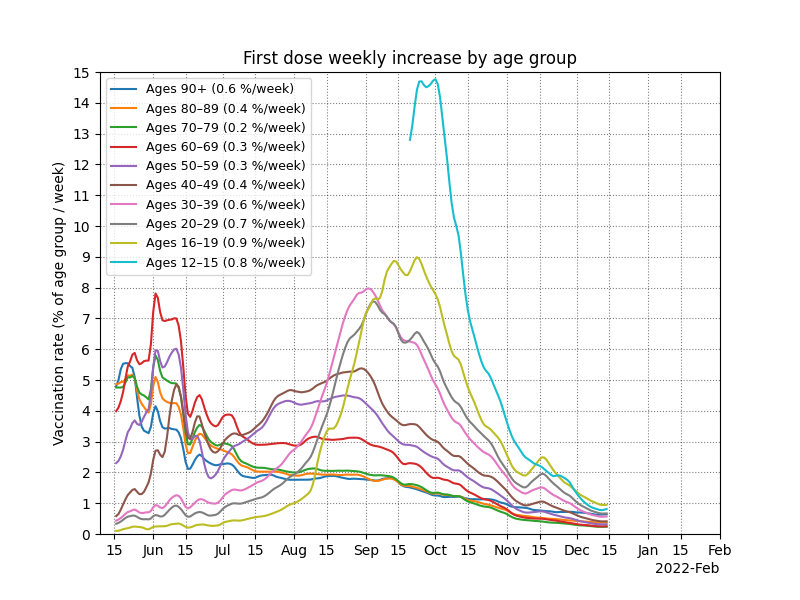 First dose weekly increase by age group
Vaccination rate (% of age group / week)
15
14
13
12
11
10
9
8
7
6
5
4
3
2
1
0
Ages 90+ (0.6 %/week)
Ages 80–89 (0.4 %/week)
Ages 70–79 (0.2 %/week)
Ages 60–69 (0.3 %/week)
Ages 50–59 (0.3 %/week)
Ages 40–49 (0.4 %/week)
Ages 30–39 (0.6 %/week)
Ages 20–29 (0.7 %/week)
Ages 16–19 (0.9 %/week)
Ages 12–15 (0.8 %/week)
15 Jun 15 Jul 15 Aug 15 Sep 15 Oct 15 Nov 15 Dec 15 Jan 15 Feb
2022-Feb